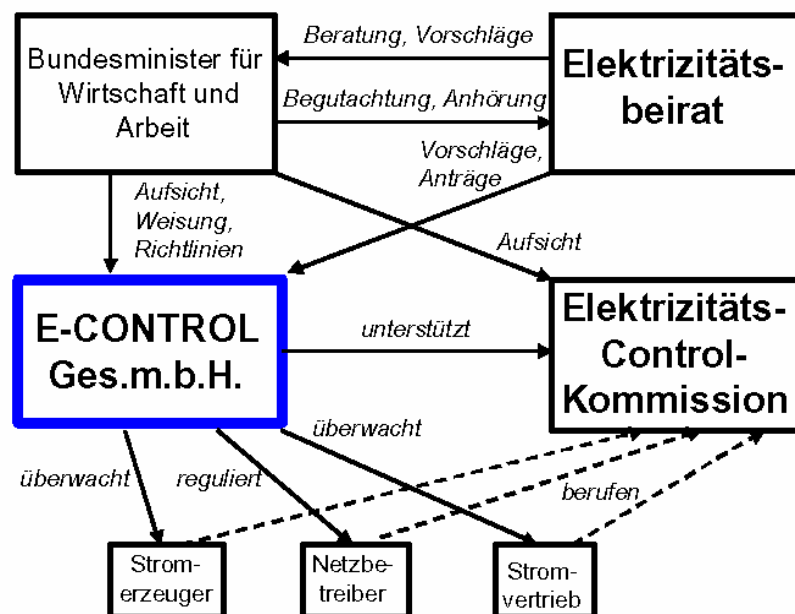 Bundesminister für
Wirtschaft und
Arbeit
Beratung, Vorschläge
Begutachtung, Anhörung
Elektrizitäts-
beirat
Vorschläge,
Anträge
Aufsicht,
Weisung,
Richtlinien
Aufsicht
E-CONTROL
Ges.m.b.H.
unterstützt
Elektrizitäts-
Control-
Kommission
überwacht
reguliert
überwacht
berufen
Strom-
erzeuger
Netzbe-
treiber
Strom-
vertrieb